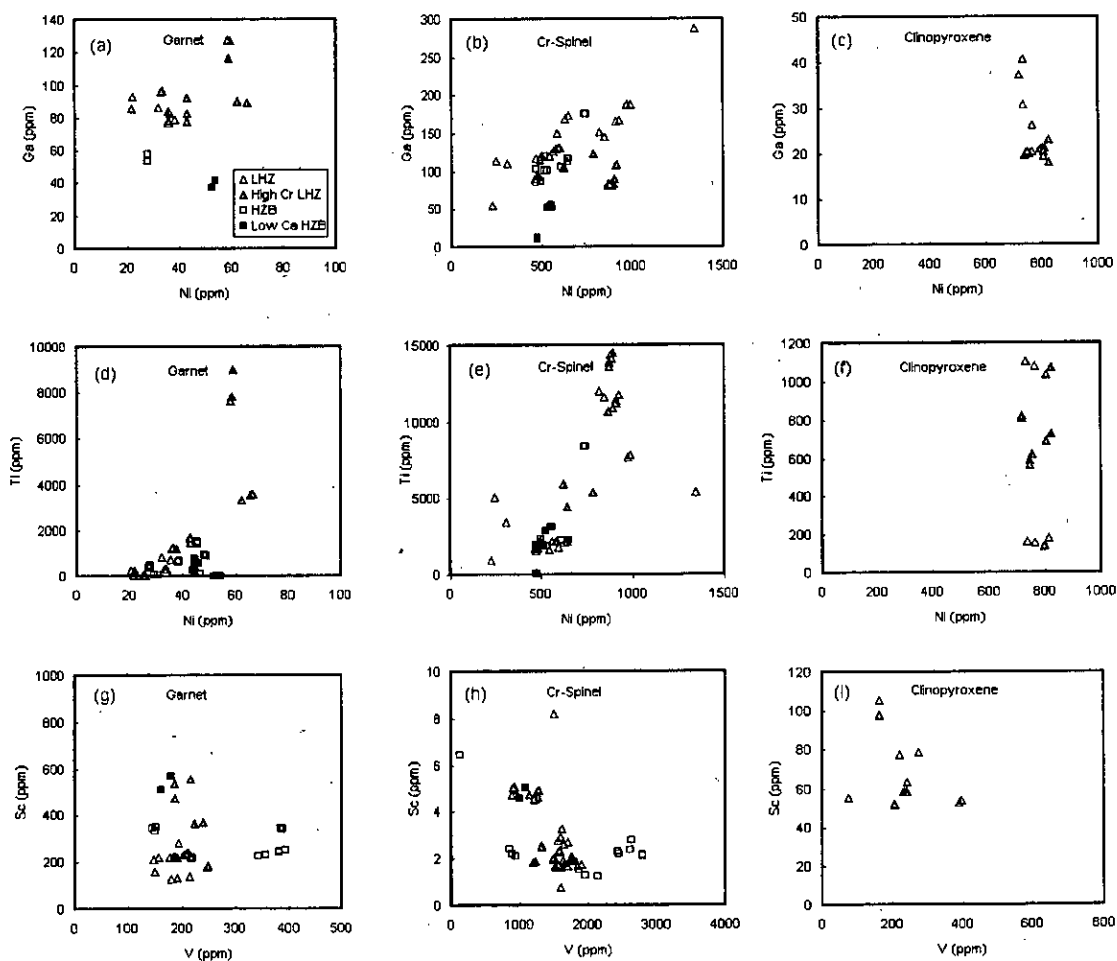 140
120
100
80
60
40
20
0
(a)
Garnet
Ga (ppm)
LHZ
High Cr LHZ
HZB
Low Ca HZB
0 20 40 60 80 100
Ni (ppm)
300
250
200
150
100
50
0
(b)
Cr-Spinel
Ga (ppm)
0 500 1000 1500
Ni (ppm)
50
40
30
20
10
0
(c)
Clinopyroxene
Ga (ppm)
0 200 400 600 800 1000
Ni (ppm)
10000
8000
6000
4000
2000
0
(d)
Garnet
Ti (ppm)
0 20 40 60 80 100
Ni (ppm)
15000
10000
5000
0
(e)
Cr-Spinel
Ti (ppm)
0 500 1000 1500
Ni (ppm)
1200
1000
800
600
400
200
0
(f)
Clinopyroxene
Ti (ppm)
0 200 400 600 800 1000
Ni (ppm)
1000
800
600
400
200
0
(g)
Garnet
Sc (ppm)
0 100 200 300 400 500
V (ppm)
10
8
6
4
2
0
(h)
Cr-Spinel
Sc (ppm)
0 1000 2000 3000 4000
V (ppm)
120
100
80
60
40
20
0
(i)
Clinopyroxene
Sc (ppm)
0 200 400 600 800
V (ppm)